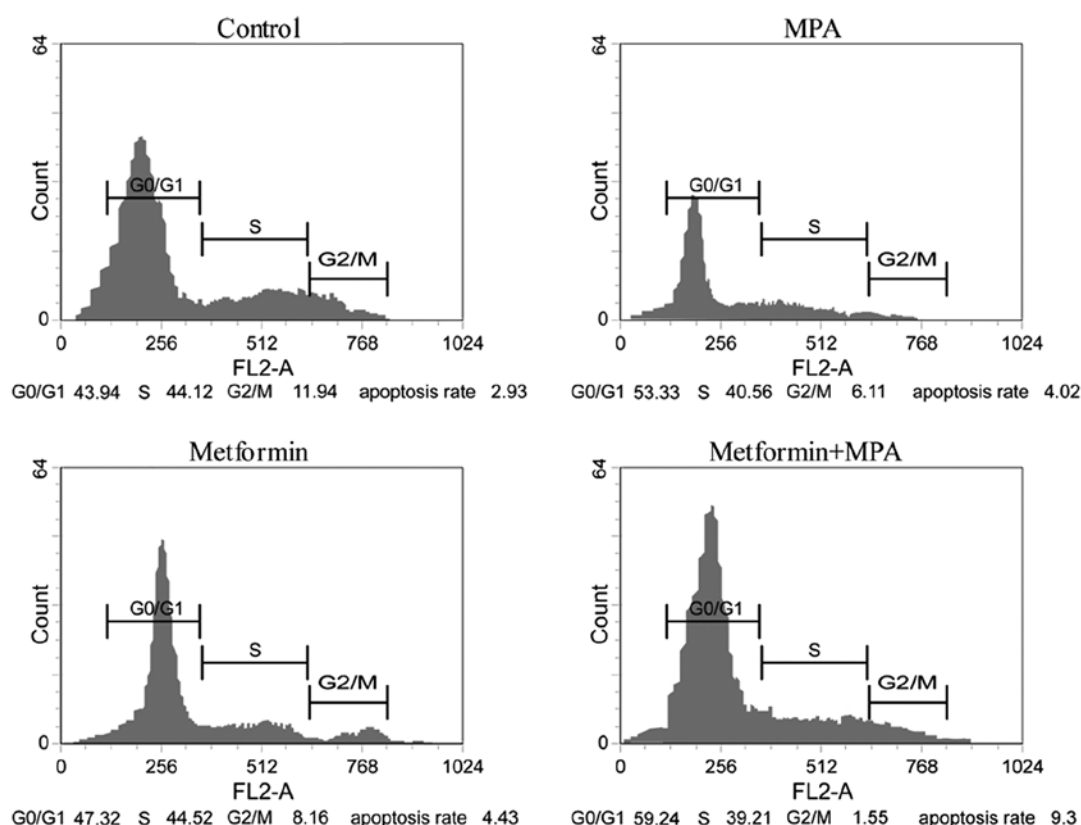 Control
64
Count
G0/G1
S
G2/M
0
0 256 512 768 1024
FL2-A
G0/G1 43.94 S 44.12 G2/M 11.94 apoptosis rate 2.93
MPA
64
Count
G0/G1
S
G2/M
0
0 256 512 768 1024
FL2-A
G0/G1 53.33 S 40.56 G2/M 6.11 apoptosis rate 4.02
Metformin
64
Count
G0/G1
S
G2/M
0
0 256 512 768 1024
FL2-A
G0/G1 47.32 S 44.52 G2/M 8.16 apoptosis rate 4.43
Metformin+MPA
64
Count
G0/G1
S
G2/M
0
0 256 512 768 1024
FL2-A
G0/G1 59.24 S 39.21 G2/M 1.55 apoptosis rate 9.3